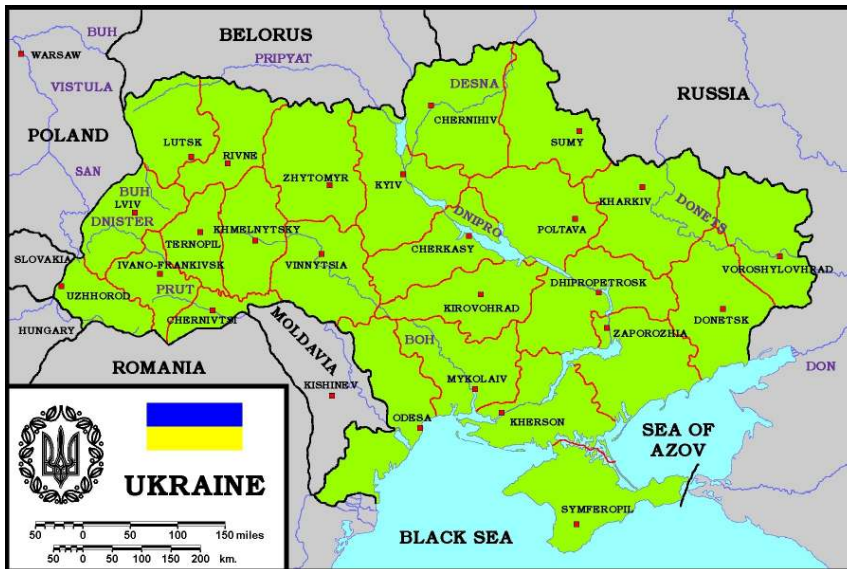 BUH
BELORUS
WARSAW
PRIPYAT
VISTULA
DESNA
RUSSIA
CHERNIHIV
POLAND
SUMY
LUTSK
RIVNE
SAN
ZHYTOMYR
KYIV
KHARKIV
BUH
LVIV
DNISTER
DNIPRO
DONETS
POLTAVA
KHMELNYTSKY
TERNOPIL
CHERKASY
SLOVAKIA
VINNYTSIA
VOROSHYLOVHRAD
IVANO-FRANKIVSK
DHIPROPETROSK
UZHHOROD
PRUT
KIROVOHRAD
DONETSK
CHERNIVTSI
HUNGARY
ZAPOROZHIA
MOLDAVIA
BOH
ROMANIA
DON
KISHINEV
MYKOLAIV
ODESA
KHERSON
SEA OF
AZOV
UKRAINE
SYMFEROPIL
BLACK SEA
50 0 50 100 150 miles
50 0 50 100 150 200 km.